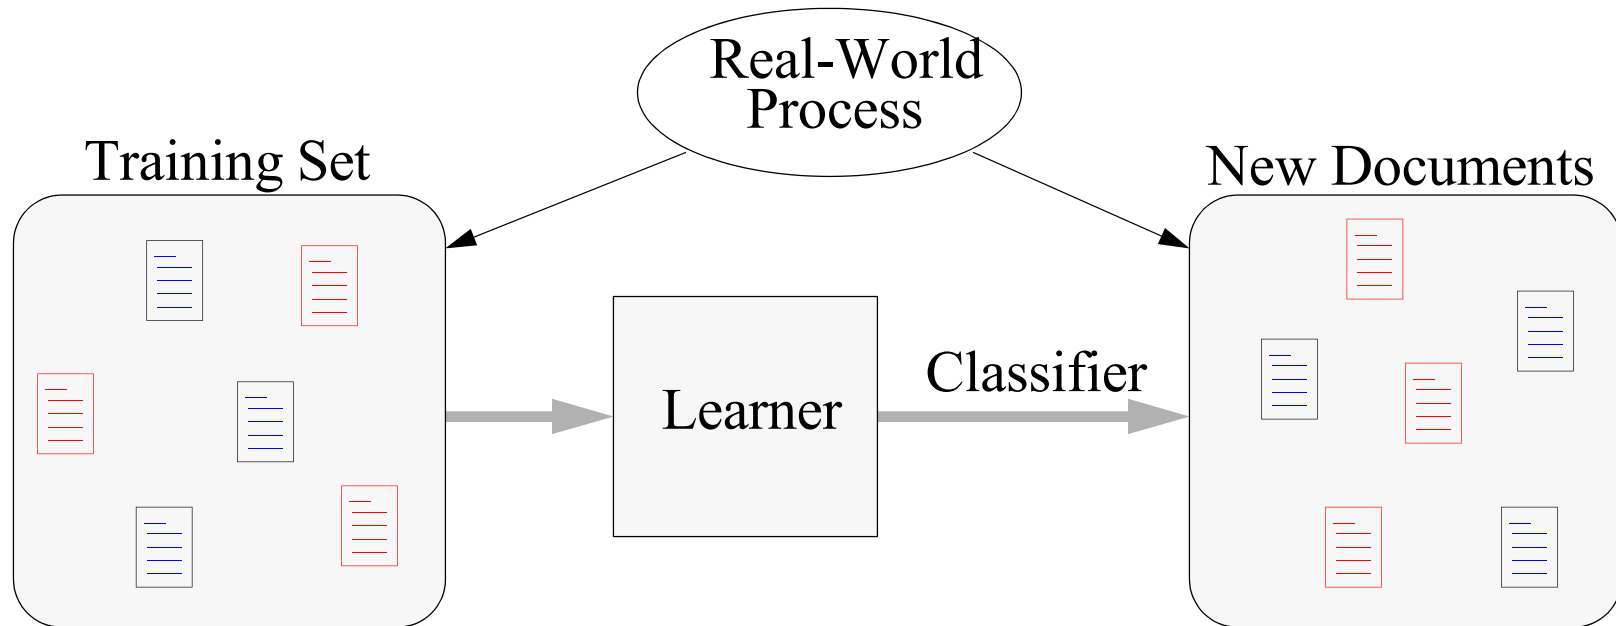 Real-World
Process
Training Set
New Documents
Classifier
Learner